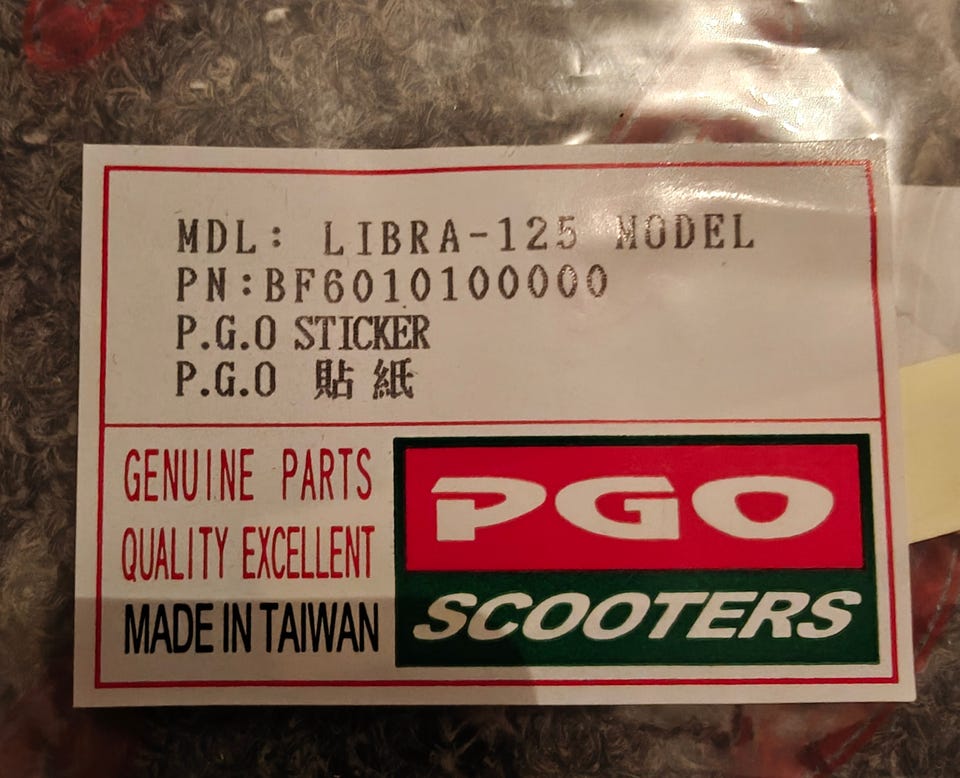 MDL: LIBRA-125 MODEL
PN:BF6010100000
P.G.O STICKER
P.G.O 貼紙
GENUINE PARTS
QUALITY EXCELLENT
MADE IN TAIWAN
PGO
SCOOTERS